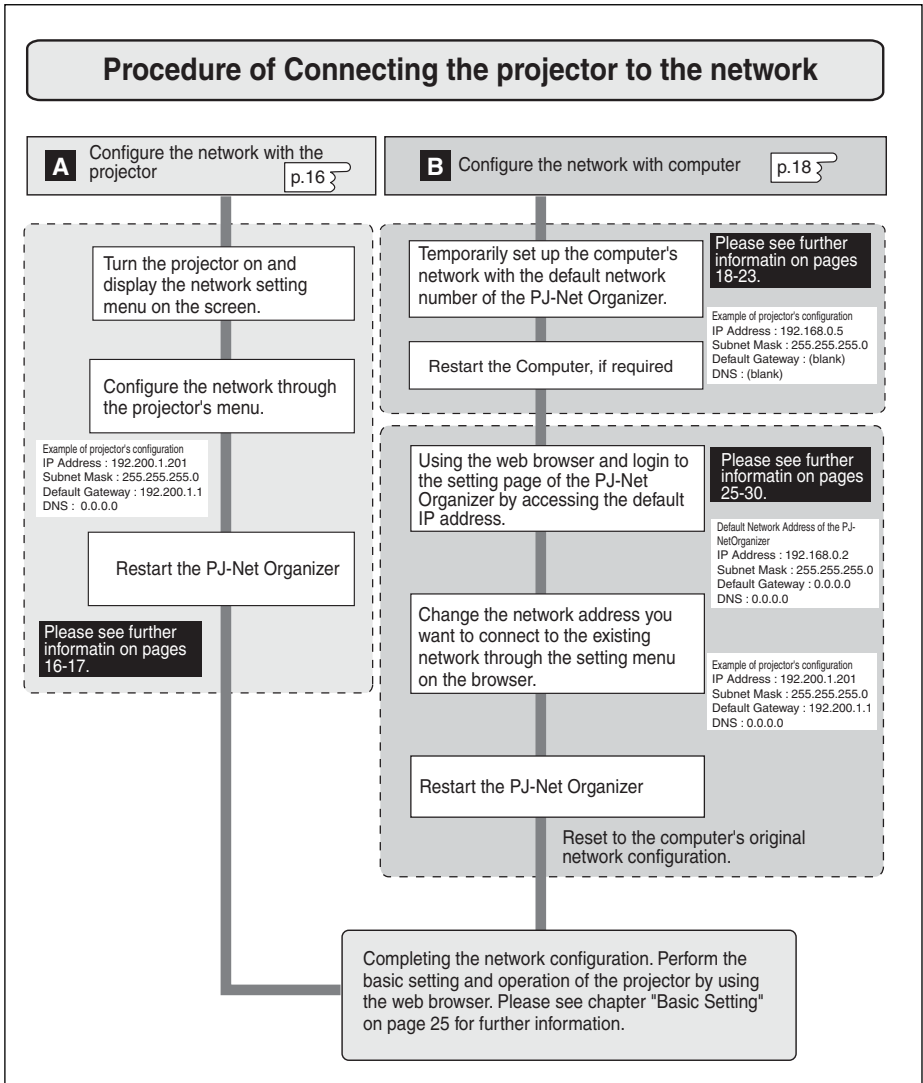 Procedure of Connecting the projector to the network
A Configure the network with the
projector
p.16
Turn the projector on and
display the network setting
menu on the screen.
Configure the network through
the projector's menu.
Example of projector's configuration
IP Address : 192.200.1.201
Subnet Mask : 255.255.255.0
Default Gateway : 192.200.1.1
DNS : 0.0.0.0
Restart the PJ-Net Organizer
Please see further
informatin on pages
16-17.
B Configure the network with computer
p.18
Temporarily set up the computer's
network with the default network
number of the PJ-Net Organizer.
Please see further
informatin on pages
18-23.
Example of projector's configuration
IP Address : 192.168.0.5
Subnet Mask : 255.255.255.0
Default Gateway : (blank)
DNS : (blank)
Restart the Computer, if required
Using the web browser and login to
the setting page of the PJ-Net
Organizer by accessing the default
IP address.
Please see further
informatin on pages
25-30.
Default Network Address of the PJ-
NetOrganizer
IP Address : 192.168.0.2
Subnet Mask : 255.255.255.0
Default Gateway : 0.0.0.0
DNS : 0.0.0.0
Change the network address you
want to connect to the existing
network through the setting menu
on the browser.
Example of projector's configuration
IP Address : 192.200.1.201
Subnet Mask : 255.255.255.0
Default Gateway : 192.200.1.1
DNS : 0.0.0.0
Restart the PJ-Net Organizer
Reset to the computer's original
network configuration.
Completing the network configuration. Perform the
basic setting and operation of the projector by using
the web browser. Please see chapter "Basic Setting"
on page 25 for further information.